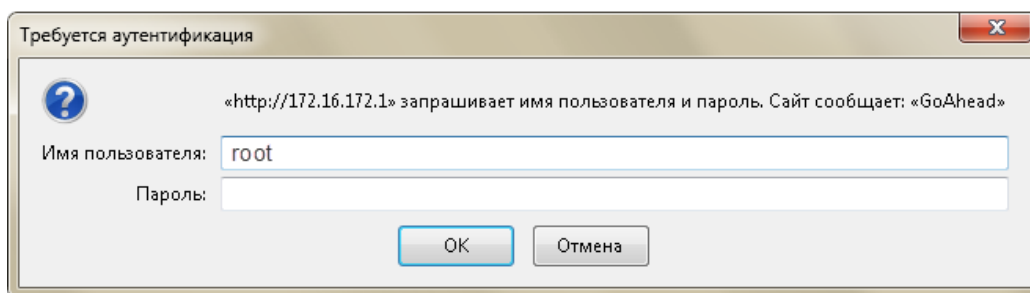 Требуется аутентификация
«http://172.16.172.1» запрашивает имя пользователя и пароль. Сайт сообщает: «GoAhead»
Имя пользователя: root
Пароль:
OK Отмена